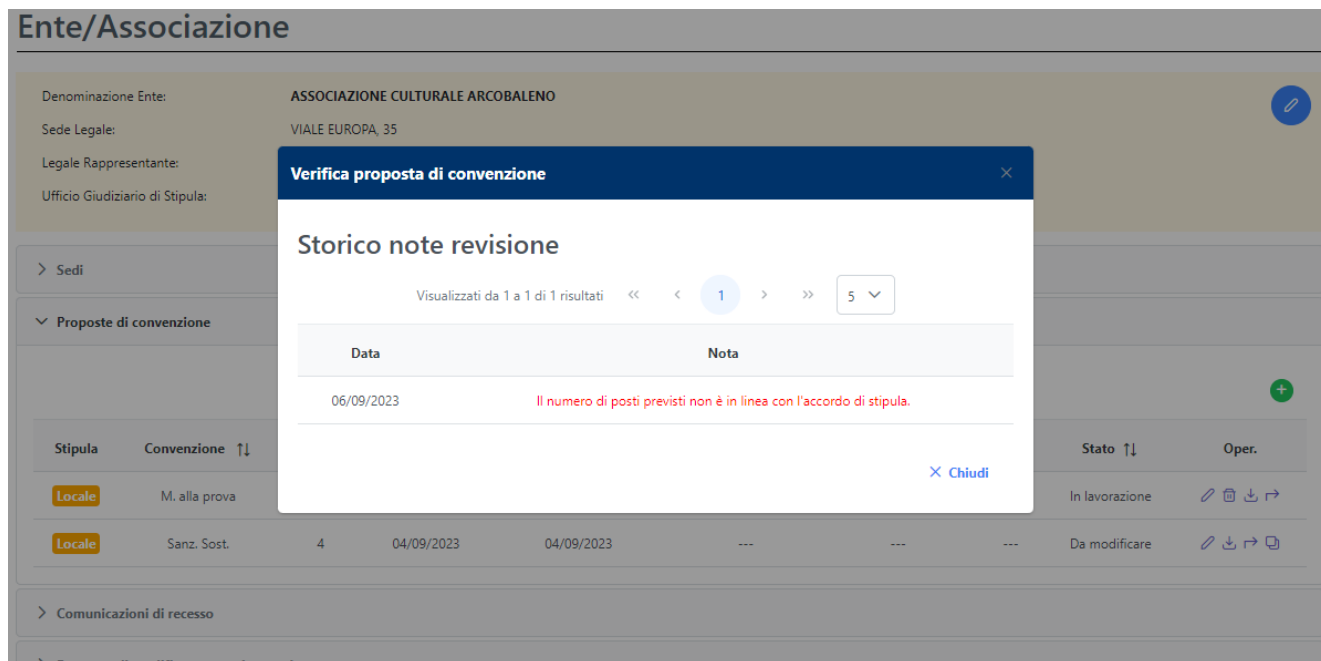 Ente/Associazione
Denominazione Ente: ASSOCIAZIONE CULTURALE ARCOBALENO
Sede Legale: VIALE EUROPA, 35
Legale Rappresentante:
Ufficio Giudiziario di Stipula:
Verifica proposta di convenzione
Storico note revisione
Visualizzati da 1 a 1 di 1 risultati « ‹ 1 › » 5
Data Nota
06/09/2023 Il numero di posti previsti non è in linea con l'accordo di stipula.
Chiudi
Sedi
Proposte di convenzione
Stipula Convenzione Stato Oper.
Locale M. alla prova In lavorazione
Locale Sanz. Sost. 4 04/09/2023 04/09/2023 --- --- --- Da modificare
Comunicazioni di recesso